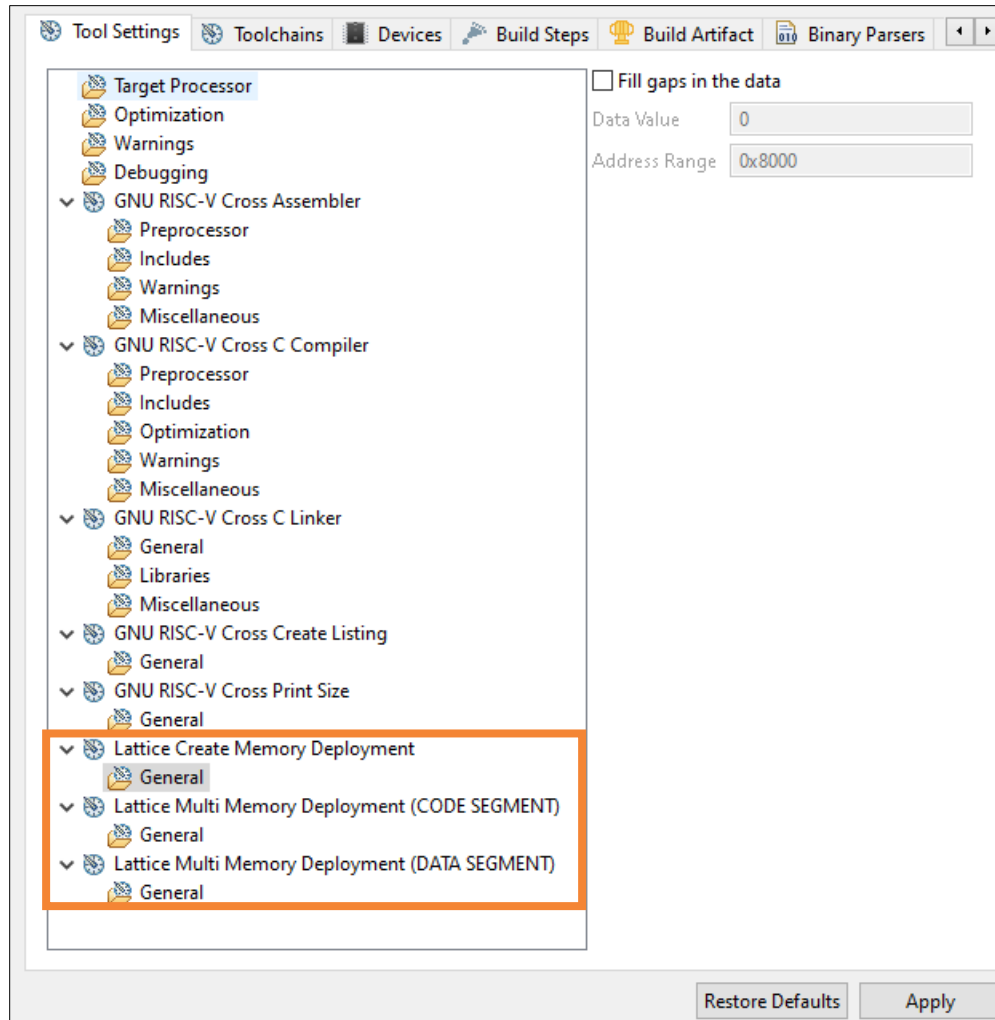 Tool Settings Toolchains Devices Build Steps Build Artifact Binary Parsers
Target Processor
Optimization
Warnings
Debugging
GNU RISC-V Cross Assembler
Preprocessor
Includes
Warnings
Miscellaneous
GNU RISC-V Cross C Compiler
Preprocessor
Includes
Optimization
Warnings
Miscellaneous
GNU RISC-V Cross C Linker
General
Libraries
Miscellaneous
GNU RISC-V Cross Create Listing
General
GNU RISC-V Cross Print Size
General
Lattice Create Memory Deployment
General
Lattice Multi Memory Deployment (CODE SEGMENT)
General
Lattice Multi Memory Deployment (DATA SEGMENT)
General
Fill gaps in the data
Data Value 0
Address Range 0x8000
Restore Defaults Apply